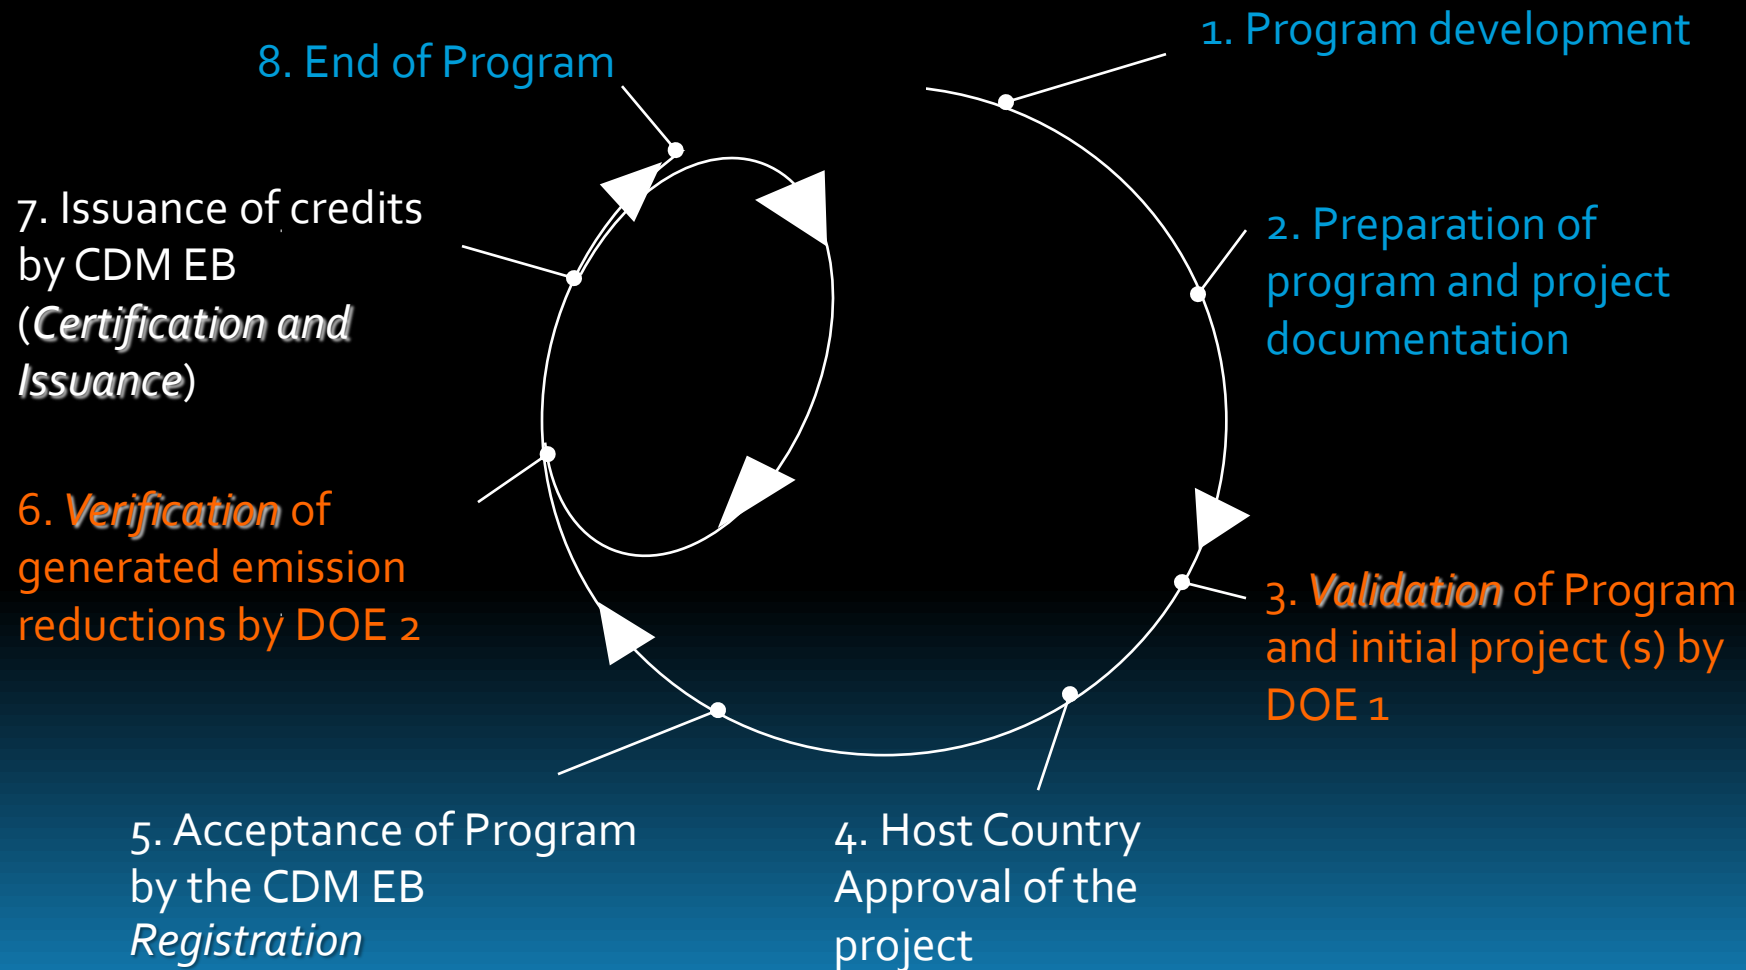 1. Program development
2. Preparation of
program and project
documentation
3. Validation of Program
and initial project (s) by
DOE 1
4. Host Country
Approval of the
project
5. Acceptance of Program
by the CDM EB
Registration
6. Verification of
generated emission
reductions by DOE 2
7. Issuance of credits
by CDM EB
(Certification and
Issuance)
8. End of Program